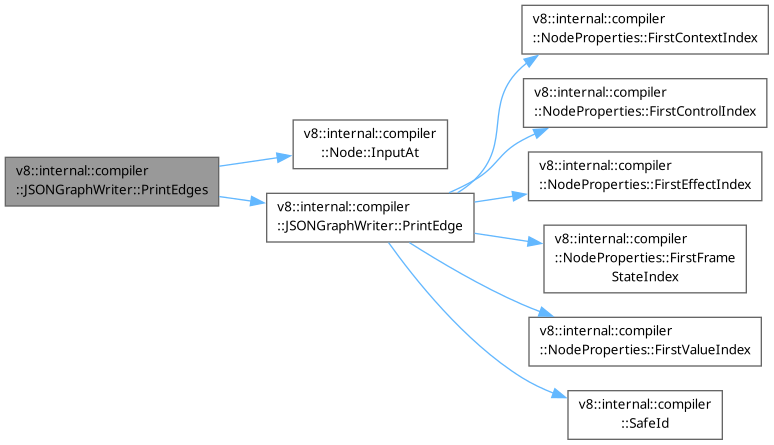 v8::internal::compiler
::JSONGraphWriter::PrintEdges
v8::internal::compiler
::Node::InputAt
v8::internal::compiler
::JSONGraphWriter::PrintEdge
v8::internal::compiler
::NodeProperties::FirstContextIndex
v8::internal::compiler
::NodeProperties::FirstControlIndex
v8::internal::compiler
::NodeProperties::FirstEffectIndex
v8::internal::compiler
::NodeProperties::FirstFrame
StateIndex
v8::internal::compiler
::NodeProperties::FirstValueIndex
v8::internal::compiler
::SafeId